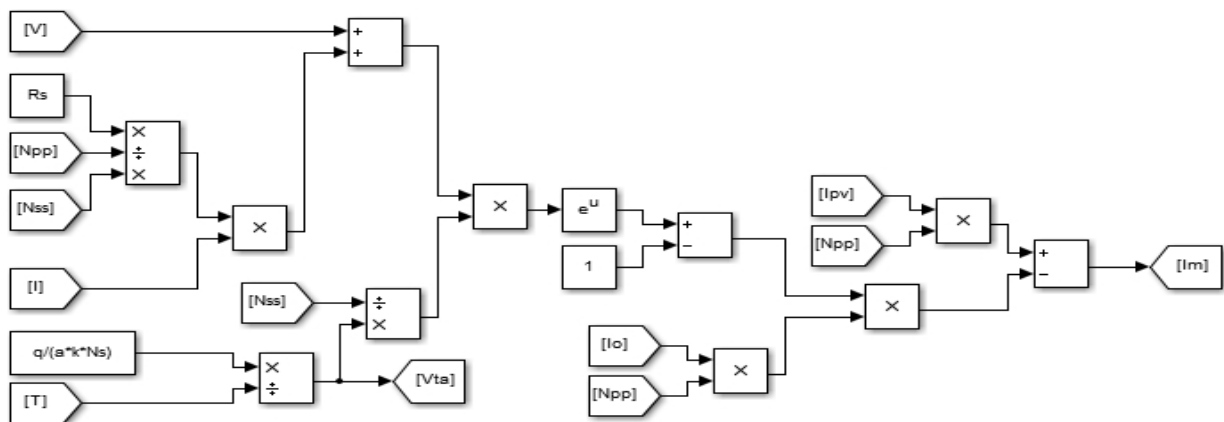 [V]
+
+
Rs
×
[Npp]
÷
×
[Nss]
×
[I]
[Nss]
÷
×
q/(a*k*Ns)
×
÷
[T]
[Vta]
×
e^u
+
−
1
[Ipv]
×
[Npp]
+
−
[Im]
×
[Io]
×
[Npp]